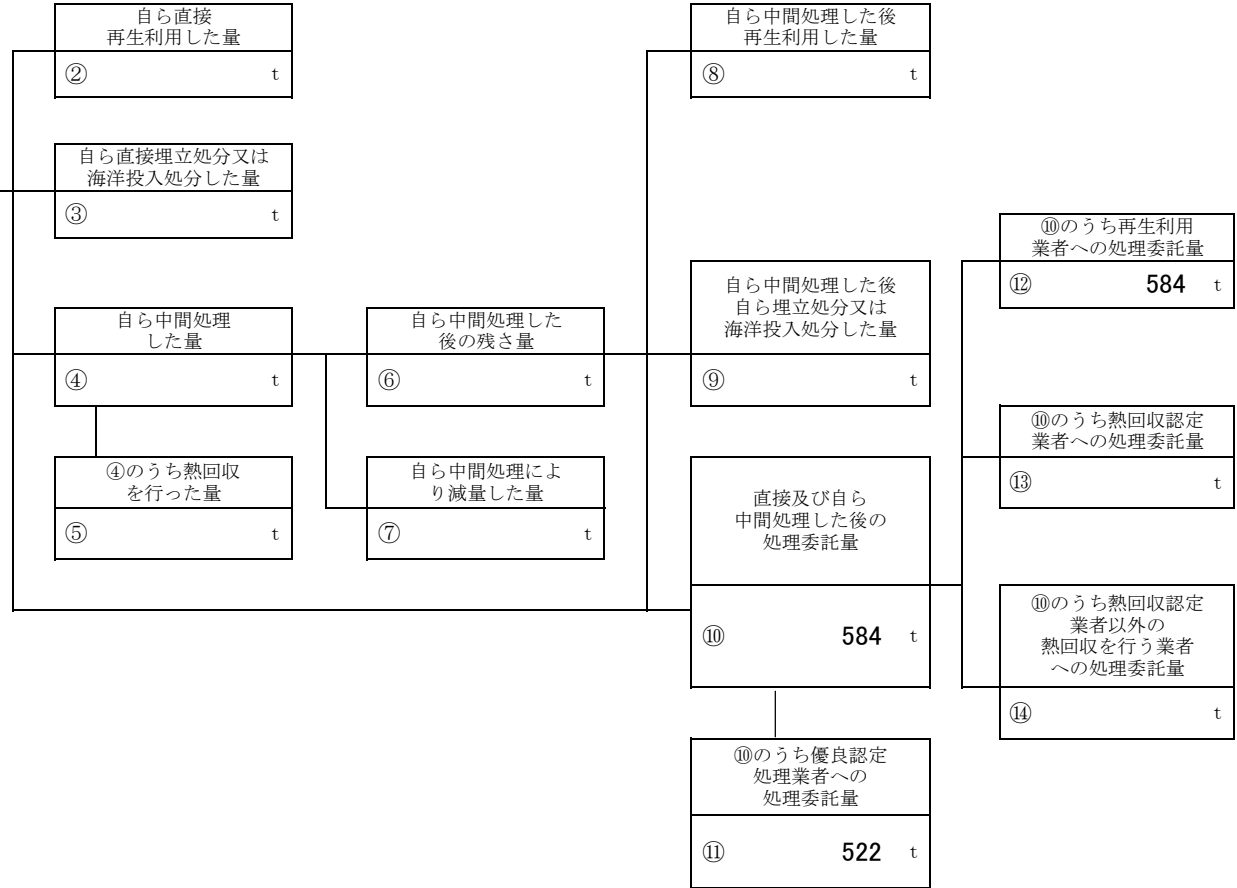 自ら直接
再生利用した量
② t
自ら直接埋立処分又は
海洋投入処分した量
③ t
自ら中間処理
した量
④ t
④のうち熱回収
を行った量
⑤ t
自ら中間処理した
後の残さ量
⑥ t
自ら中間処理によ
り減量した量
⑦ t
自ら中間処理した後
再生利用した量
⑧ t
自ら中間処理した後
自ら埋立処分又は
海洋投入処分した量
⑨ t
直接及び自ら
中間処理した後の
処理委託量
⑩ 584 t
⑩のうち優良認定
処理業者への
処理委託量
⑪ 522 t
⑩のうち再生利用
業者への処理委託量
⑫ 584 t
⑩のうち熱回収認定
業者への処理委託量
⑬ t
⑩のうち熱回収認定
業者以外の
熱回収を行う業者
への処理委託量
⑭ t